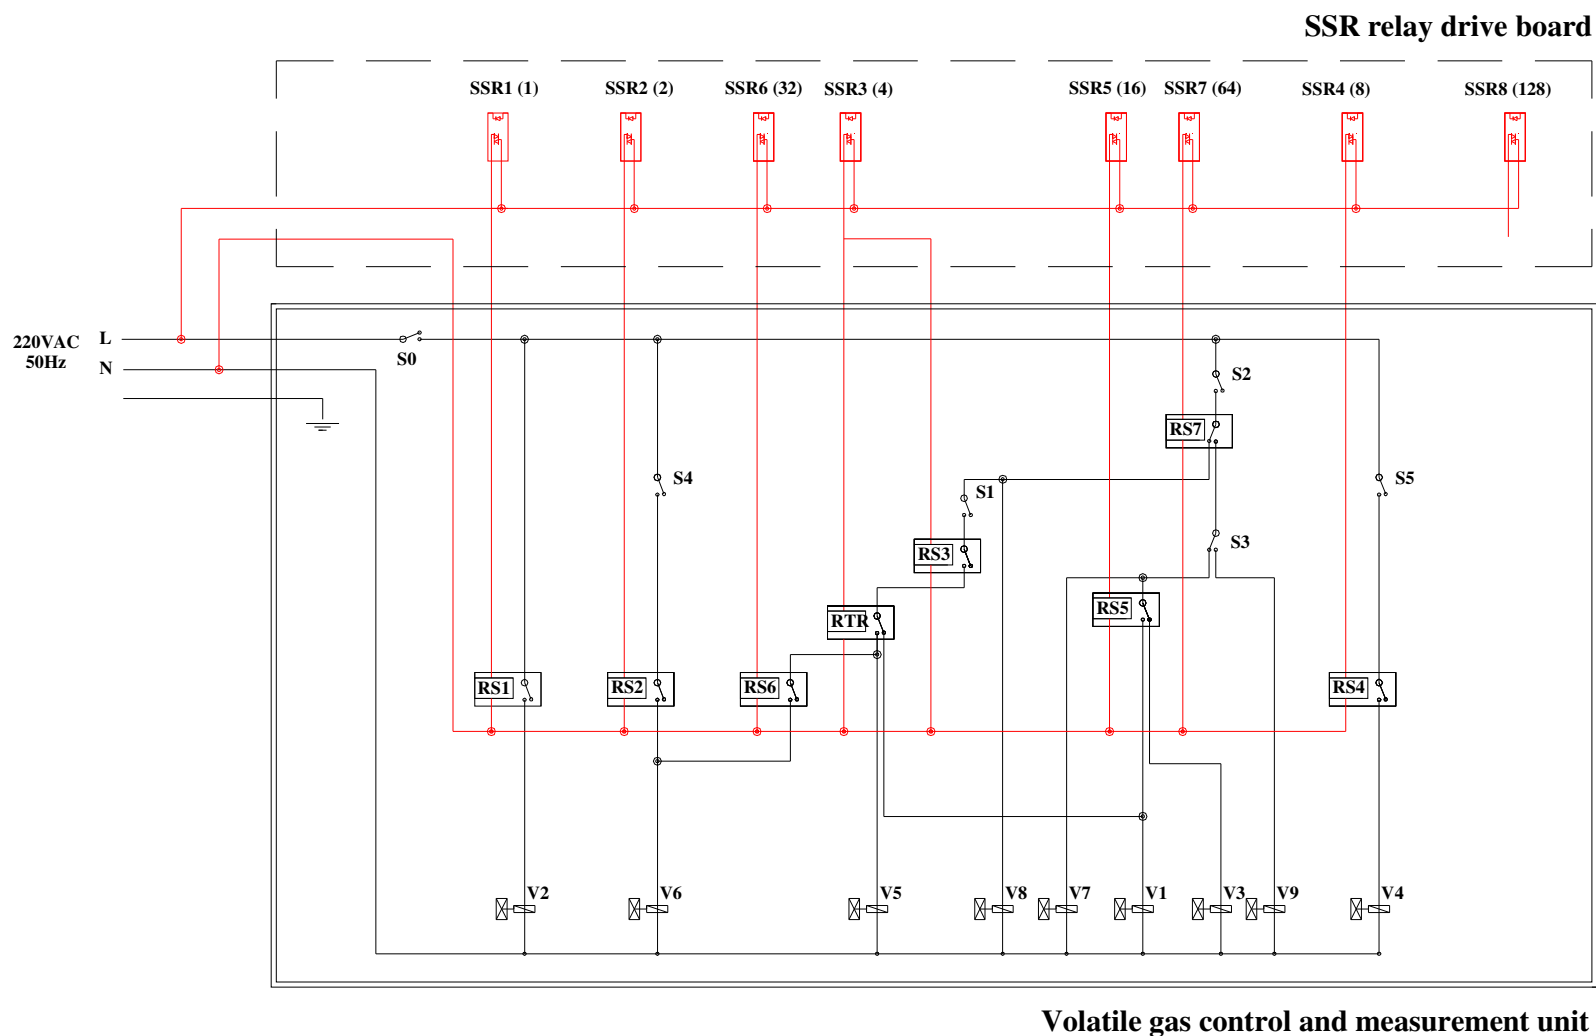 SSR relay drive board
SSR1 (1) SSR2 (2) SSR6 (32) SSR3 (4) SSR5 (16) SSR7 (64) SSR4 (8) SSR8 (128)
220VAC L
50Hz N
S0
S2
RS7
S4
S1
S5
S3
RS3
RS5
RTR
RS1 RS2 RS6 RS4
V2 V6 V5 V8 V7 V1 V3 V9 V4
Volatile gas control and measurement unit